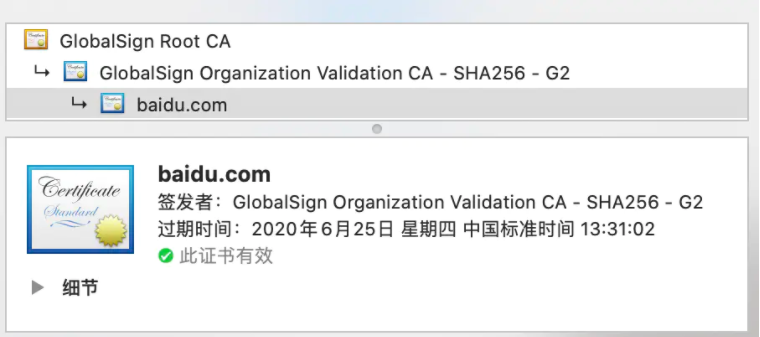 GlobalSign Root CA
GlobalSign Organization Validation CA - SHA256 - G2
baidu.com
Certificate
Standard
baidu.com
签发者：GlobalSign Organization Validation CA - SHA256 - G2
过期时间：2020年6月25日 星期四 中国标准时间 13:31:02
此证书有效
细节